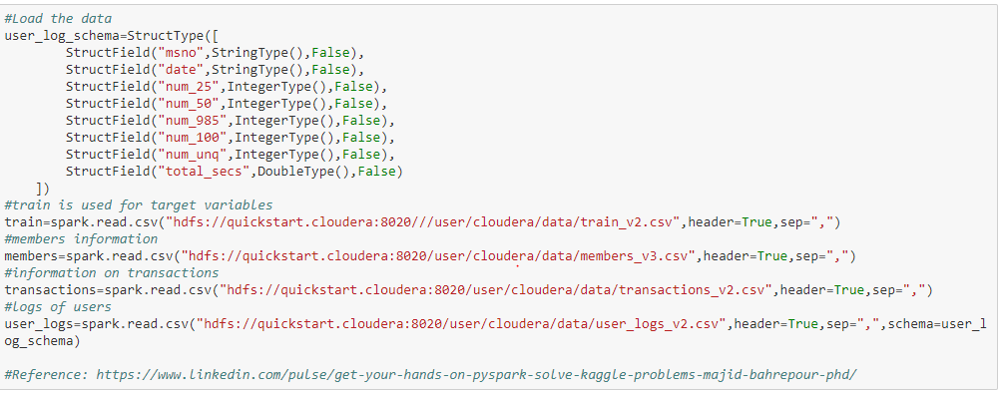 #Load the data
user_log_schema=StructType([
        StructField("msno",StringType(),False),
        StructField("date",StringType(),False),
        StructField("num_25",IntegerType(),False),
        StructField("num_50",IntegerType(),False),
        StructField("num_985",IntegerType(),False),
        StructField("num_100",IntegerType(),False),
        StructField("num_unq",IntegerType(),False),
        StructField("total_secs",DoubleType(),False)
    ])
#train is used for target variables
train=spark.read.csv("hdfs://quickstart.cloudera:8020///user/cloudera/data/train_v2.csv",header=True,sep=",")
#members information
members=spark.read.csv("hdfs://quickstart.cloudera:8020/user/cloudera/data/members_v3.csv",header=True,sep=",")
#information on transactions
transactions=spark.read.csv("hdfs://quickstart.cloudera:8020/user/cloudera/data/transactions_v2.csv",header=True,sep=",")
#logs of users
user_logs=spark.read.csv("hdfs://quickstart.cloudera:8020/user/cloudera/data/user_logs_v2.csv",header=True,sep=",",schema=user_l
og_schema)

#Reference: https://www.linkedin.com/pulse/get-your-hands-on-pyspark-solve-kaggle-problems-majid-bahrepour-phd/